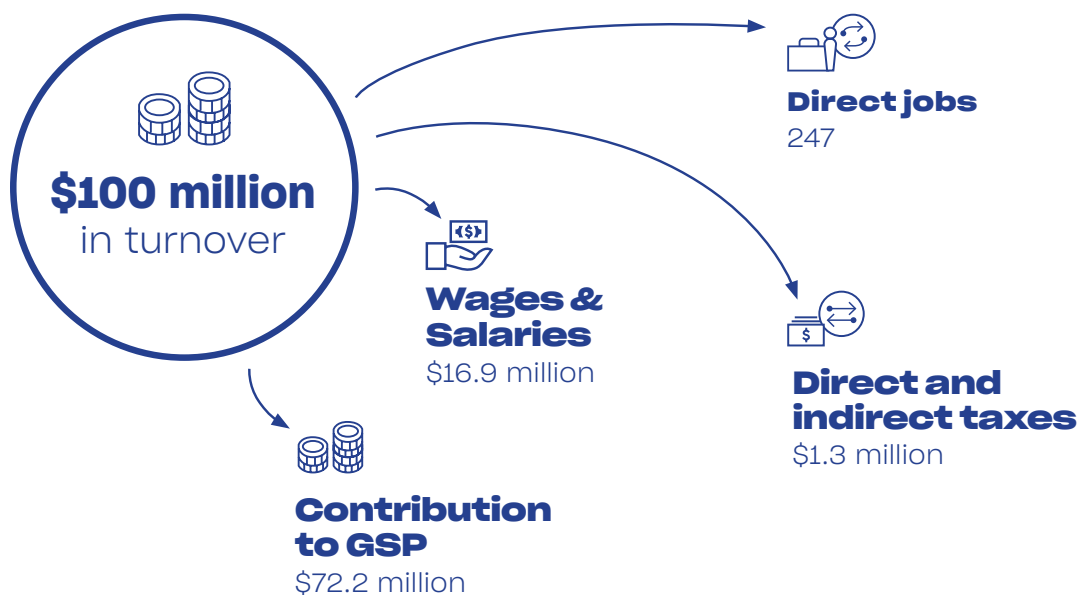 $100 million
in turnover
Direct jobs
247
Wages &
Salaries
$16.9 million
Direct and
indirect taxes
$1.3 million
Contribution
to GSP
$72.2 million